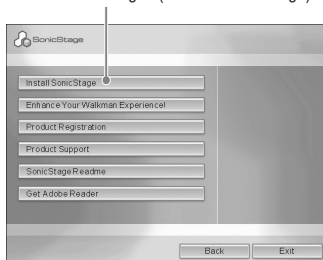 SonicStage
Install SonicStage
Enhance Your Walkman Experience!
Product Registration
Product Support
SonicStage Readme
Get Adobe Reader
Back
Exit